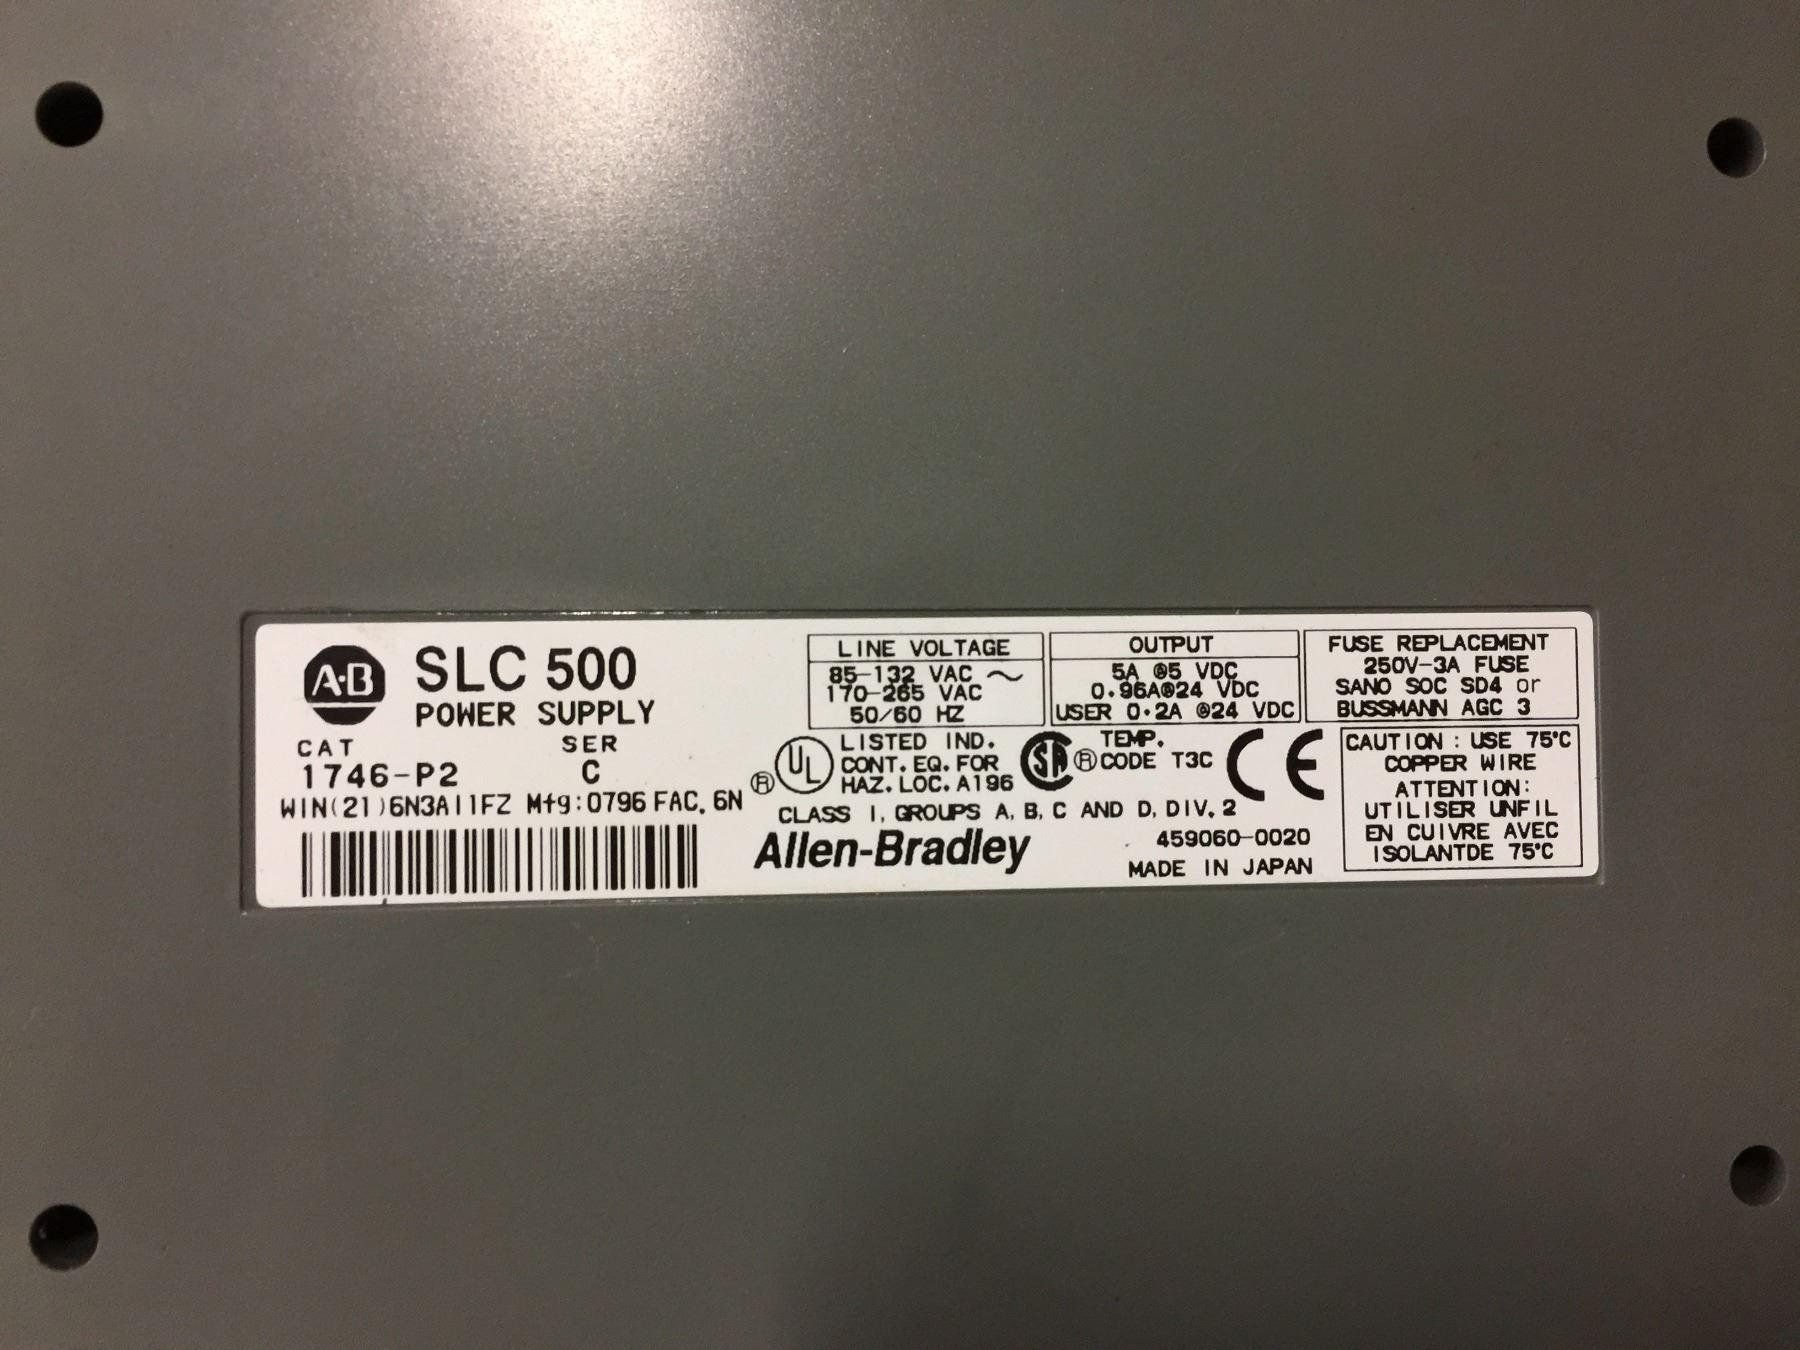 A·B
SLC 500
POWER SUPPLY
CAT SER
1746-P2 C
WIN(21)6N3AI1FZ Mfg:0796 FAC. 6N
LINE VOLTAGE
85-132 VAC ~
170-265 VAC
50/60 HZ
OUTPUT
5A @5 VDC
0.96A@24 VDC
USER 0.2A @24 VDC
FUSE REPLACEMENT
250V-3A FUSE
SANO SOC SD4 or
BUSSMANN AGC 3
® UL
LISTED IND.
CONT. EQ. FOR
HAZ. LOC. A196
SA ®
TEMP.
CODE T3C
CE
CLASS I, GROUPS A, B, C AND D, DIV. 2
Allen-Bradley
459060-0020
MADE IN JAPAN
CAUTION : USE 75°C
COPPER WIRE
ATTENTION:
UTILISER UNFIL
EN CUIVRE AVEC
ISOLANTDE 75°C